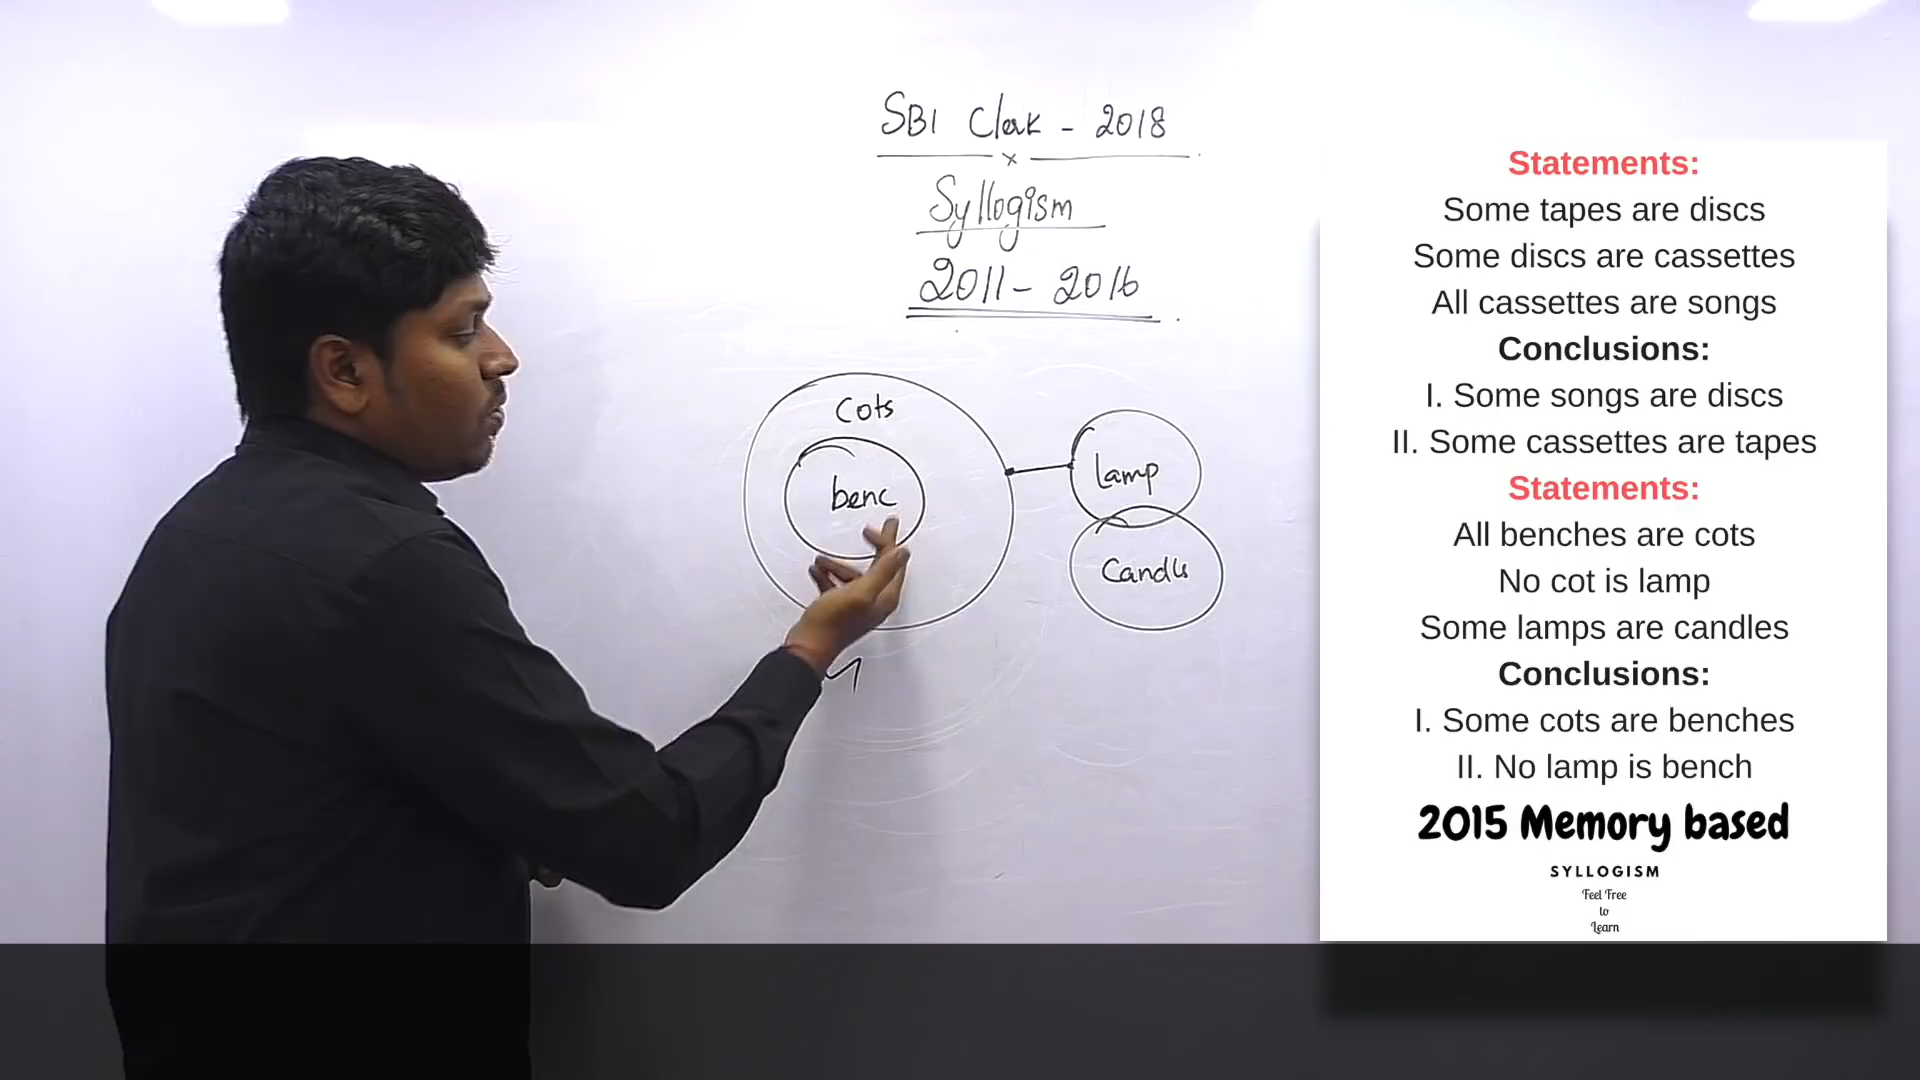 SBI Clerk - 2018
Syllogism
2011 - 2016
Cots
benc
Lamp
Candls
Statements:
Some tapes are discs
Some discs are cassettes
All cassettes are songs
Conclusions:
I. Some songs are discs
II. Some cassettes are tapes
Statements:
All benches are cots
No cot is lamp
Some lamps are candles
Conclusions:
I. Some cots are benches
II. No lamp is bench
2015 Memory based
SYLLOGISM
Feel Free
to
Learn